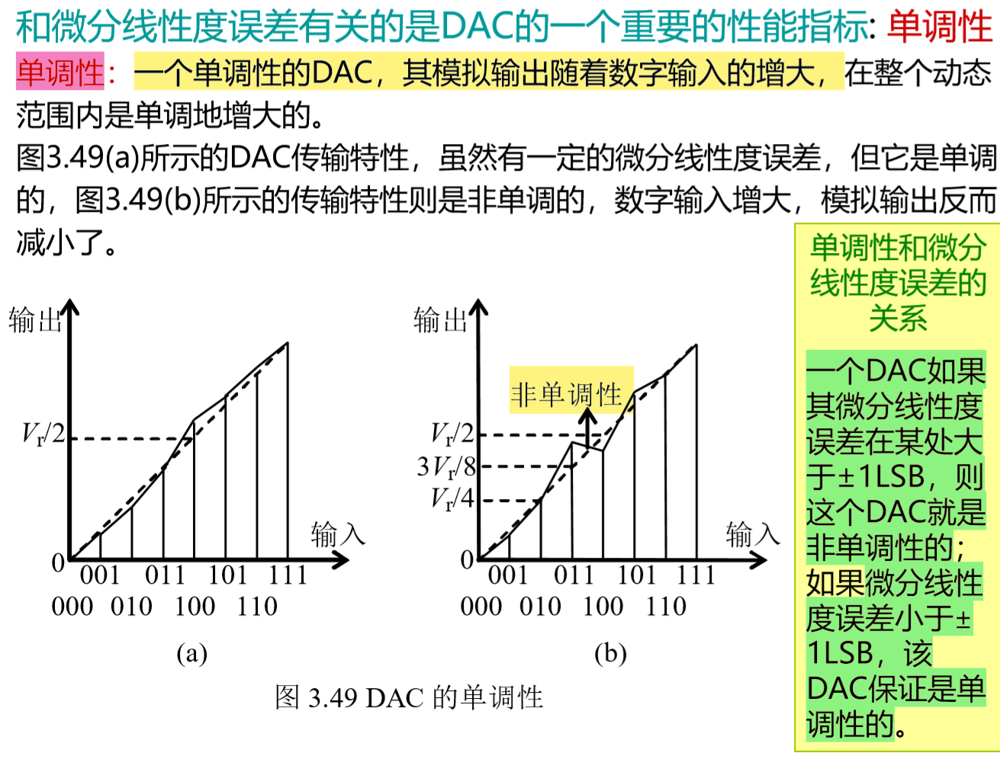 和微分线性度误差有关的是DAC的一个重要的性能指标: 单调性
单调性：一个单调性的DAC，其模拟输出随着数字输入的增大，在整个动态
范围内是单调地增大的。
图3.49(a)所示的DAC传输特性，虽然有一定的微分线性度误差，但它是单调
的，图3.49(b)所示的传输特性则是非单调的，数字输入增大，模拟输出反而
减小了。
输出
Vr/2
0
输入
001 011 101 111
000 010 100 110
(a)
输出
非单调性
Vr/2
3Vr/8
Vr/4
0
输入
001 011 101 111
000 010 100 110
(b)
图 3.49 DAC 的单调性
单调性和微分
线性度误差的
关系
一个DAC如果
其微分线性度
误差在某处大
于±1LSB，则
这个DAC就是
非单调性的；
如果微分线性
度误差小于±
1LSB，该
DAC保证是单
调性的。